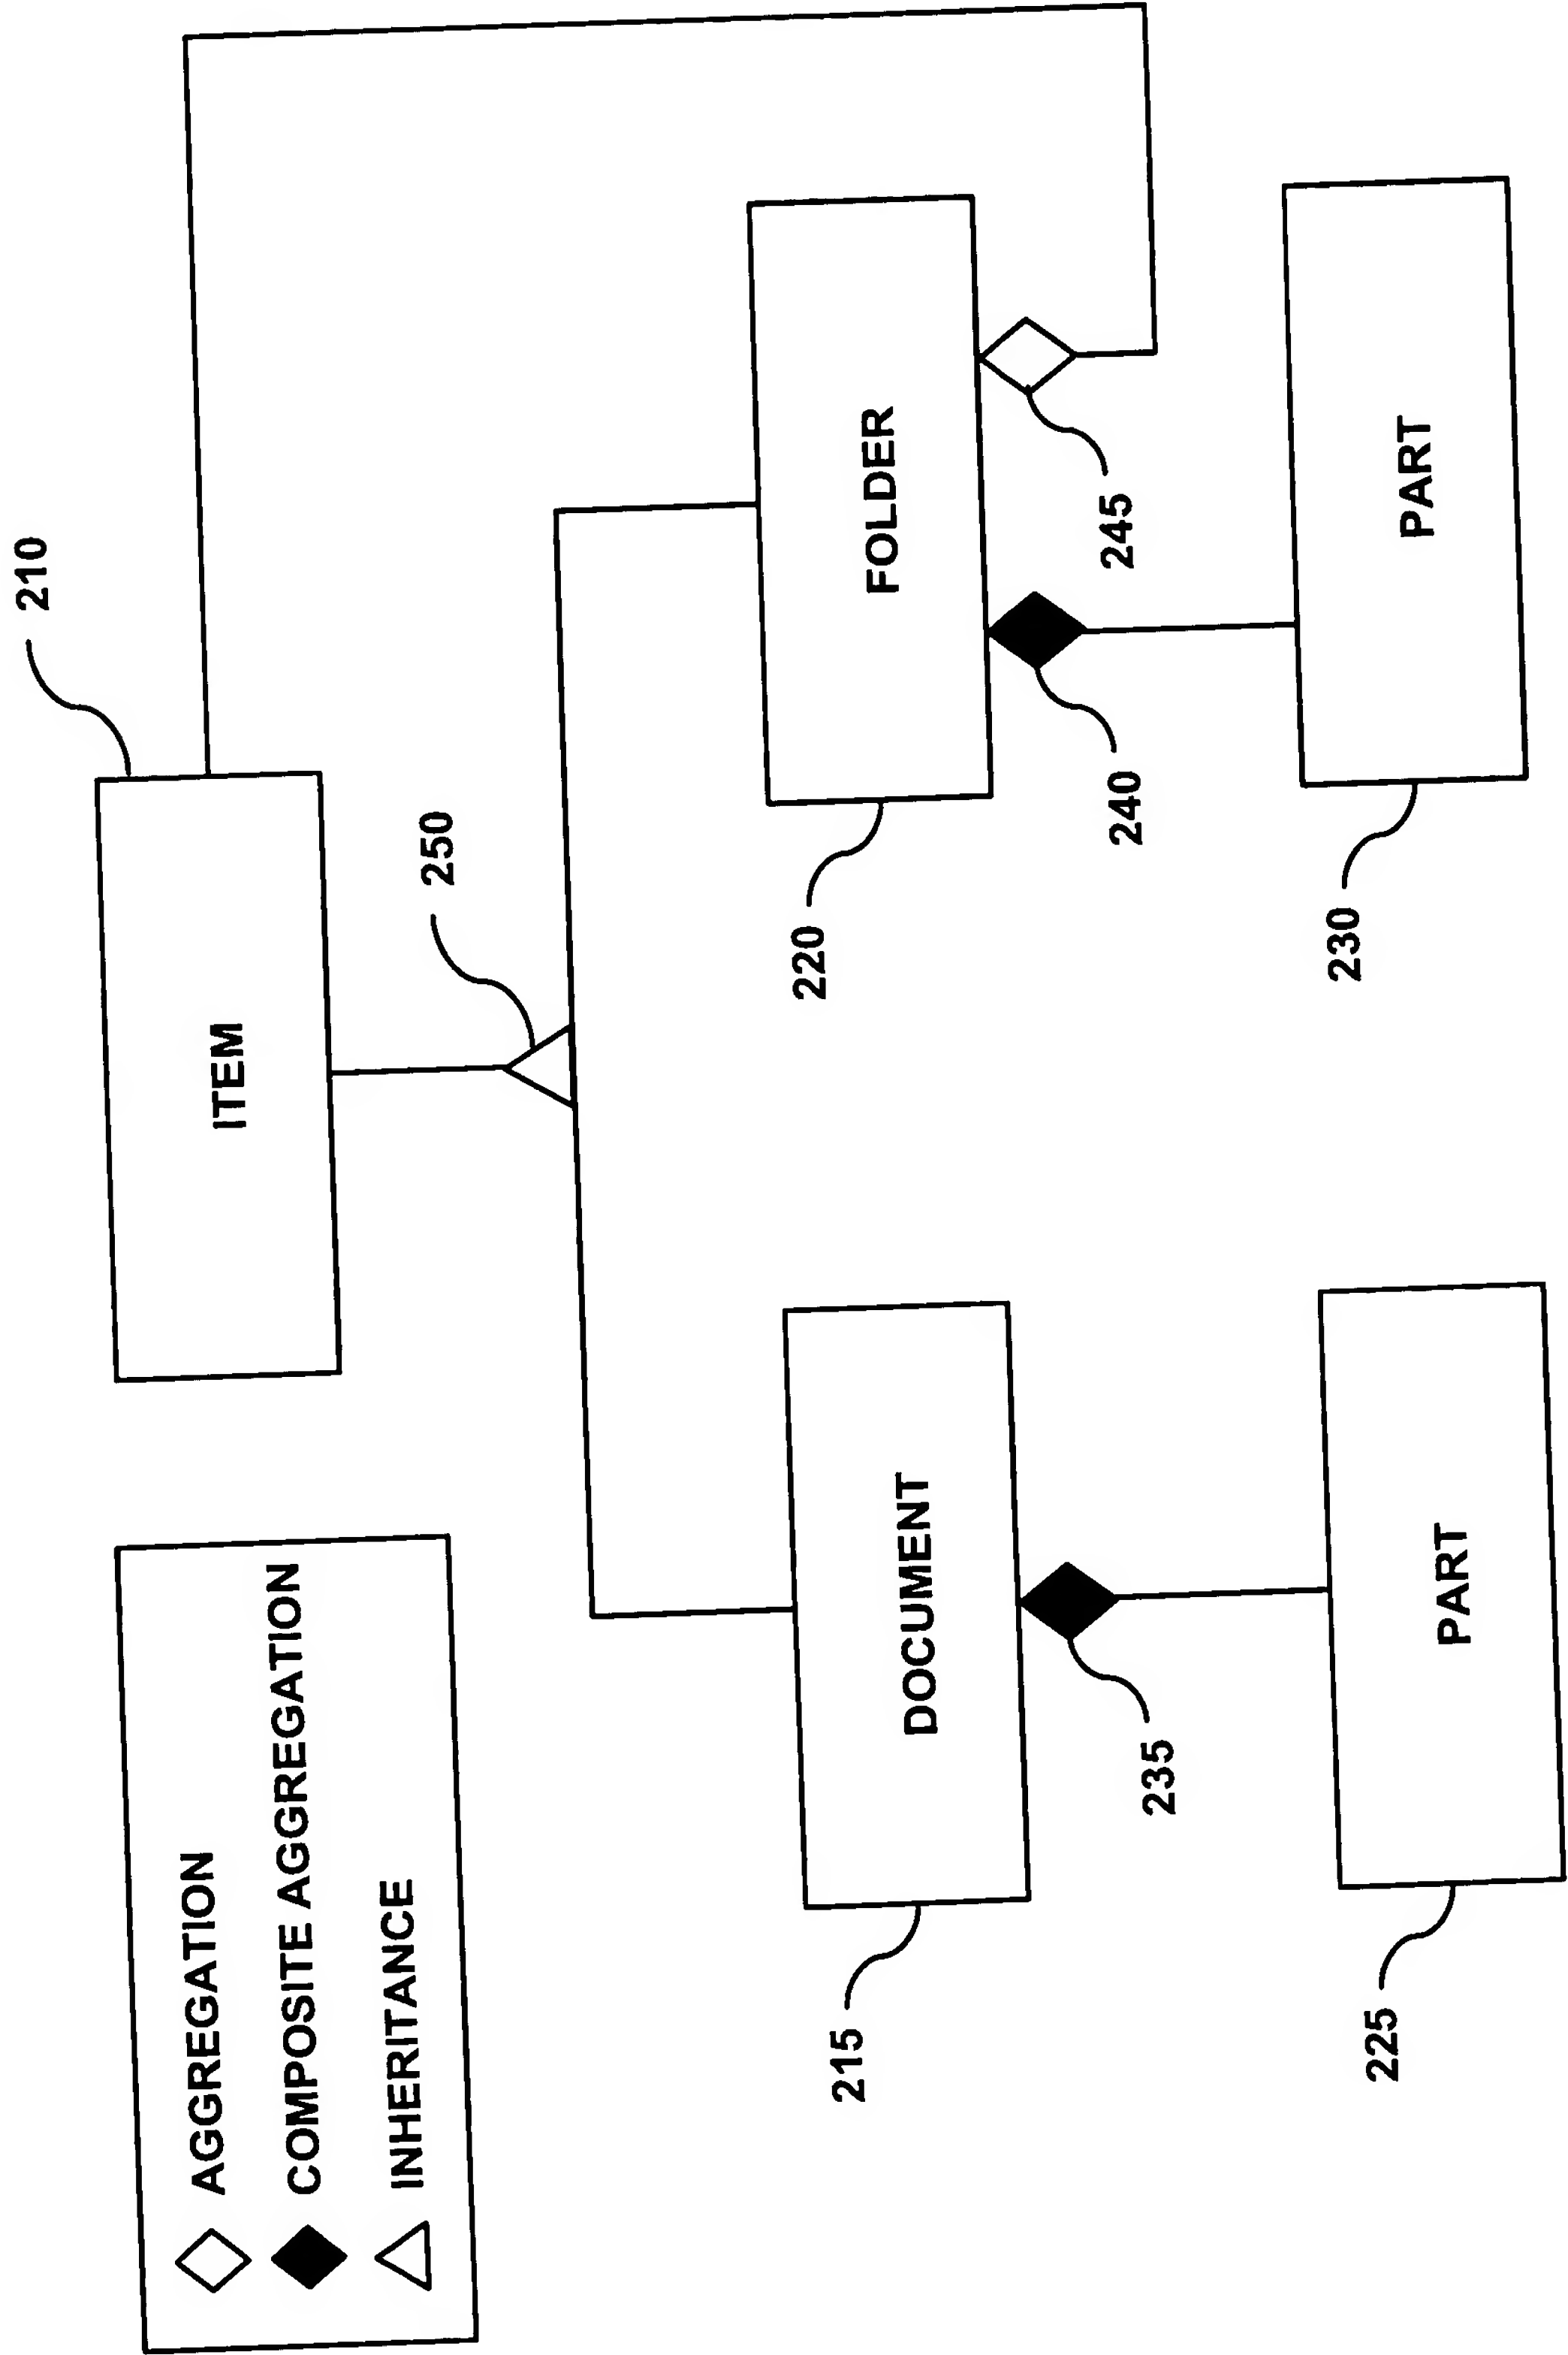 AGGREGATION
COMPOSITE AGGREGATION
INHERITANCE
210
ITEM
250
215
DOCUMENT
220
FOLDER
235
240
245
225
PART
230
PART